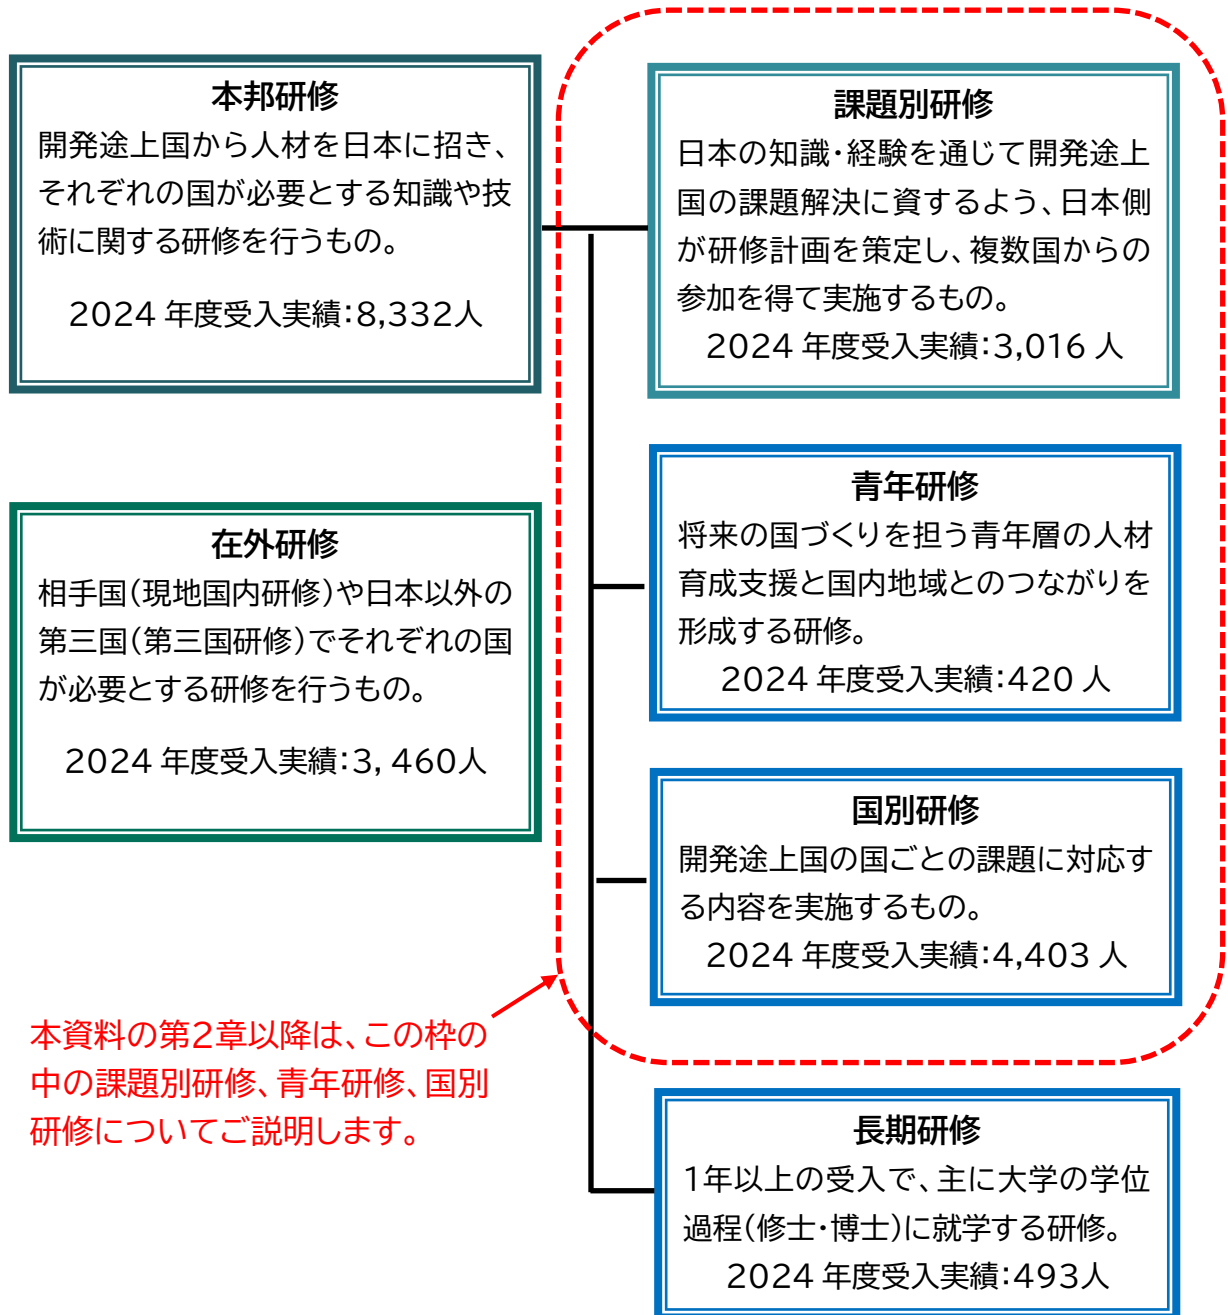 本邦研修
開発途上国から人材を日本に招き、
それぞれの国が必要とする知識や技
術に関する研修を行うもの。
2024 年度受入実績：8,332人
在外研修
相手国（現地国内研修）や日本以外の
第三国（第三国研修）でそれぞれの国
が必要とする研修を行うもの。
2024 年度受入実績：3, 460人
課題別研修
日本の知識・経験を通じて開発途上
国の課題解決に資するよう、日本側
が研修計画を策定し、複数国からの
参加を得て実施するもの。
2024 年度受入実績：3,016 人
青年研修
将来の国づくりを担う青年層の人材
育成支援と国内地域とのつながりを
形成する研修。
2024 年度受入実績：420 人
国別研修
開発途上国の国ごとの課題に対応す
る内容を実施するもの。
2024 年度受入実績：4,403 人
本資料の第２章以降は、この枠の
中の課題別研修、青年研修、国別
研修についてご説明します。
長期研修
１年以上の受入で、主に大学の学位
過程（修士・博士）に就学する研修。
2024 年度受入実績：493人